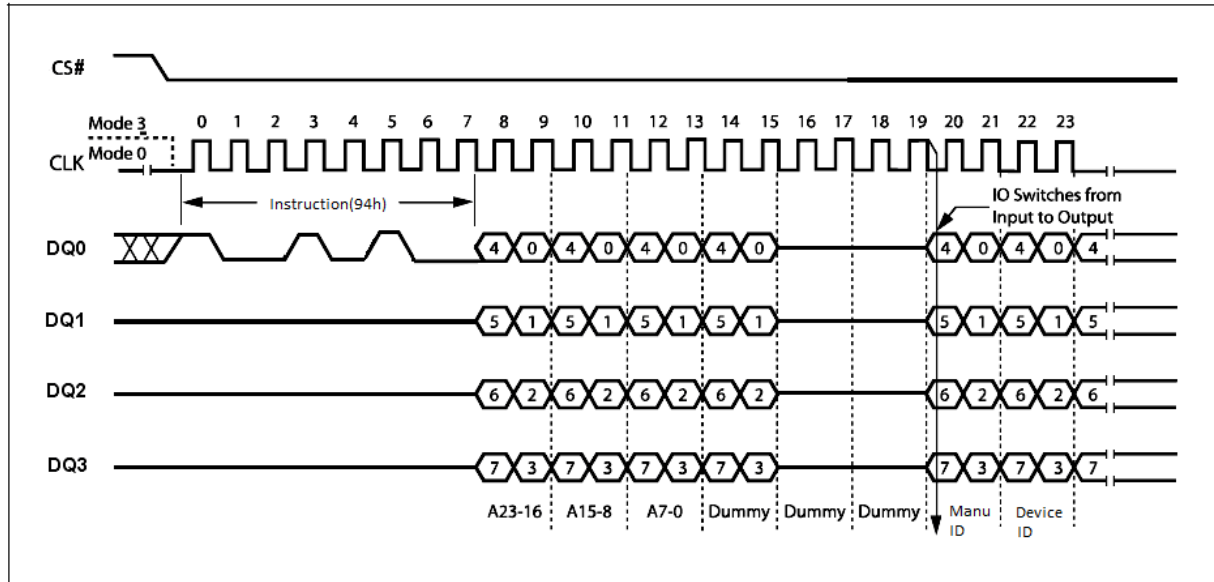 CS#
Mode 3
0 1 2 3 4 5 6 7 8 9 10 11 12 13 14 15 16 17 18 19 20 21 22 23
Mode 0
CLK
Instruction(94h)
IO Switches from
Input to Output
DQ0 4 0 4 0 4 0 4 0 4 0 4 0 4
DQ1 5 1 5 1 5 1 5 1 5 1 5 1 5
DQ2 6 2 6 2 6 2 6 2 6 2 6 2 6
DQ3 7 3 7 3 7 3 7 3 7 3 7 3 7
A23-16 A15-8 A7-0 Dummy Dummy Dummy Manu Device
ID ID